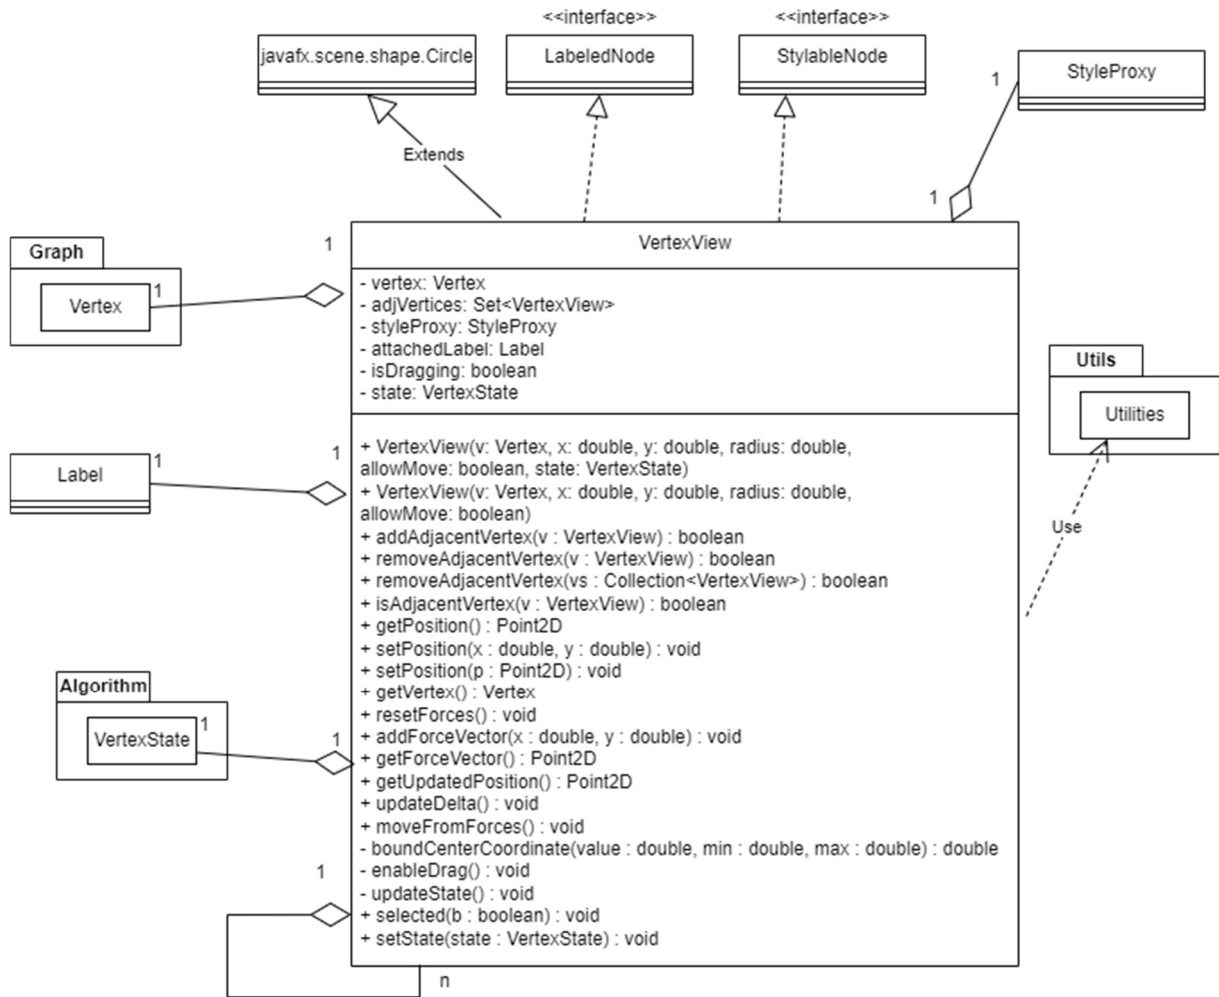 <<interface>>
<<interface>>
javafx.scene.shape.Circle
LabeledNode
StylableNode
StyleProxy
1
Extends
1
VertexView
Graph
Vertex
1
1
- vertex: Vertex
- adjVertices: Set<VertexView>
- styleProxy: StyleProxy
- attachedLabel: Label
- isDragging: boolean
- state: VertexState
Utils
Utilities
Use
Label
1
1
+ VertexView(v: Vertex, x: double, y: double, radius: double,
allowMove: boolean, state: VertexState)
+ VertexView(v: Vertex, x: double, y: double, radius: double,
allowMove: boolean)
+ addAdjacentVertex(v : VertexView) : boolean
+ removeAdjacentVertex(v : VertexView) : boolean
+ removeAdjacentVertex(vs : Collection<VertexView>) : boolean
+ isAdjacentVertex(v : VertexView) : boolean
+ getPosition() : Point2D
+ setPosition(x : double, y : double) : void
+ setPosition(p : Point2D) : void
+ getVertex() : Vertex
+ resetForces() : void
+ addForceVector(x : double, y : double) : void
+ getForceVector() : Point2D
+ getUpdatedPosition() : Point2D
+ updateDelta() : void
+ moveFromForces() : void
- boundCenterCoordinate(value : double, min : double, max : double) : double
- enableDrag() : void
- updateState() : void
+ selected(b : boolean) : void
+ setState(state : VertexState) : void
Algorithm
VertexState
1
1
1
n